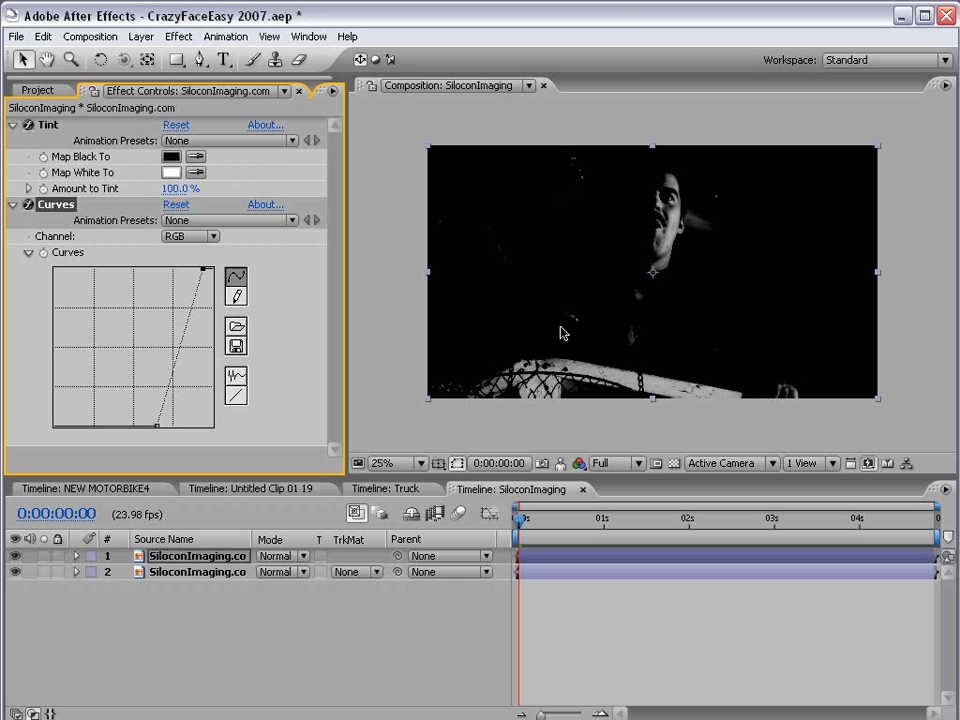 Adobe After Effects - CrazyFaceEasy 2007.aep *
File Edit Composition Layer Effect Animation View Window Help
Workspace: Standard
Project Effect Controls: SiloconImaging.com
Composition: SiloconImaging
SiloconImaging * SiloconImaging.com
Tint Reset About...
Animation Presets: None
Map Black To
Map White To
Amount to Tint 100.0 %
Curves Reset About...
Animation Presets: None
Channel: RGB
Curves
25% 0:00:00:00 Full Active Camera 1 View
Timeline: NEW MOTORBIKE4 Timeline: Untitled Clip 01 19 Timeline: Truck Timeline: SiloconImaging
0:00:00:00 (23.98 fps)
01s 02s 03s 04s
# Source Name Mode T TrkMat Parent
1 SiloconImaging.co Normal None
2 SiloconImaging.co Normal None None